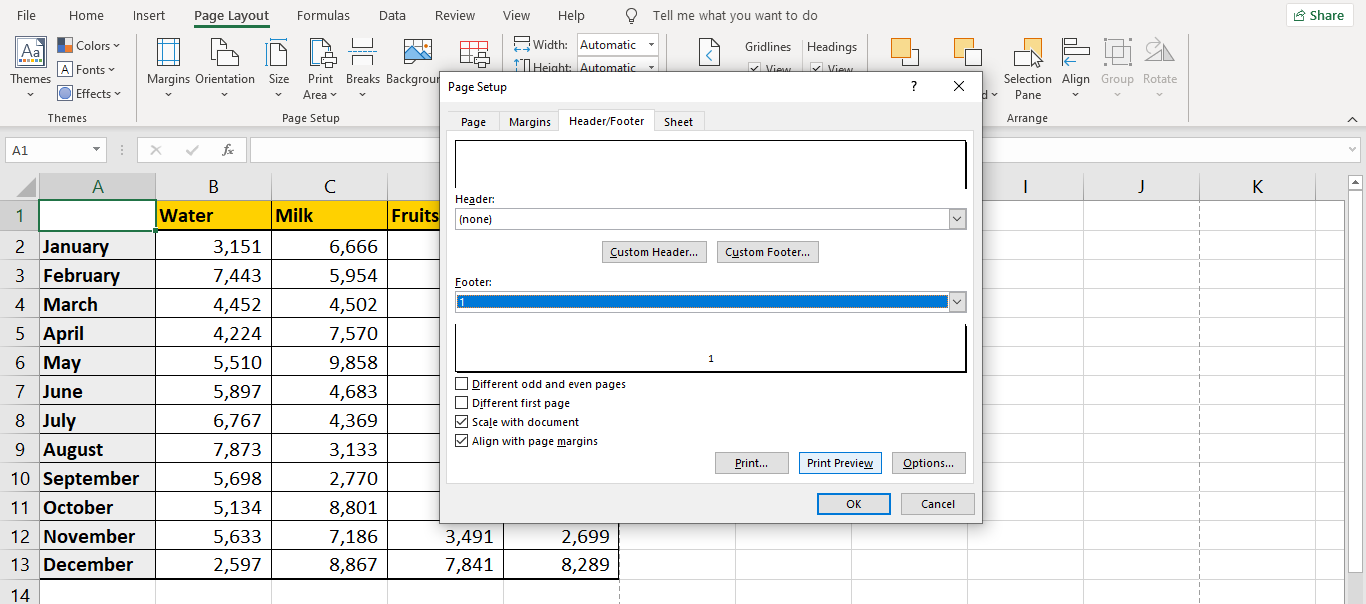 File Home Insert Page Layout Formulas Data Review View Help Tell me what you want to do Share
Themes Colors Fonts Effects Margins Orientation Size Print Area Breaks Backgroun Width: Automatic Height: Automatic Gridlines View Headings View d Selection Pane Align Group Rotate
Themes Page Setup Arrange
Page Setup ?
A1 fx
Page Margins Header/Footer Sheet
A B C I J K
1 Water Milk Fruits
2 January 3,151 6,666
3 February 7,443 5,954
4 March 4,452 4,502
5 April 4,224 7,570
6 May 5,510 9,858
7 June 5,897 4,683
8 July 6,767 4,369
9 August 7,873 3,133
10 September 5,698 2,770
11 October 5,134 8,801
12 November 5,633 7,186 3,491 2,699
13 December 2,597 8,867 7,841 8,289
14
Header:
(none)
Custom Header... Custom Footer...
Footer:
1
1
Different odd and even pages
Different first page
Scale with document
Align with page margins
Print... Print Preview Options...
OK Cancel